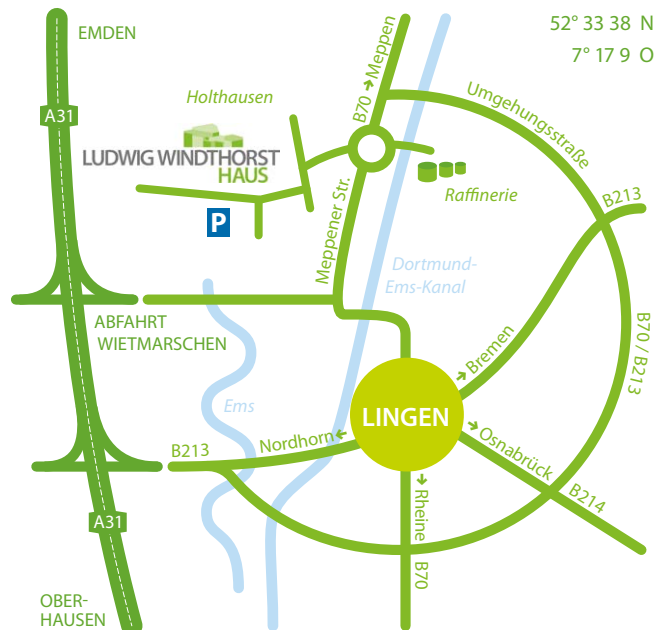 EMDEN
52° 33 38 N
7° 17 9 O
A31
Holthausen
B70 → Meppen
Umgehungsstraße
LUDWIG WINDTHORST
HAUS
Raffinerie
B213
P
Meppener Str.
Dortmund-
Ems-Kanal
ABFAHRT
WIETMARSCHEN
B70 / B213
→ Bremen
Ems
LINGEN
B213
Nordhorn ←
→ Osnabrück
B214
→ Rheine
B70
A31
OBER-
HAUSEN